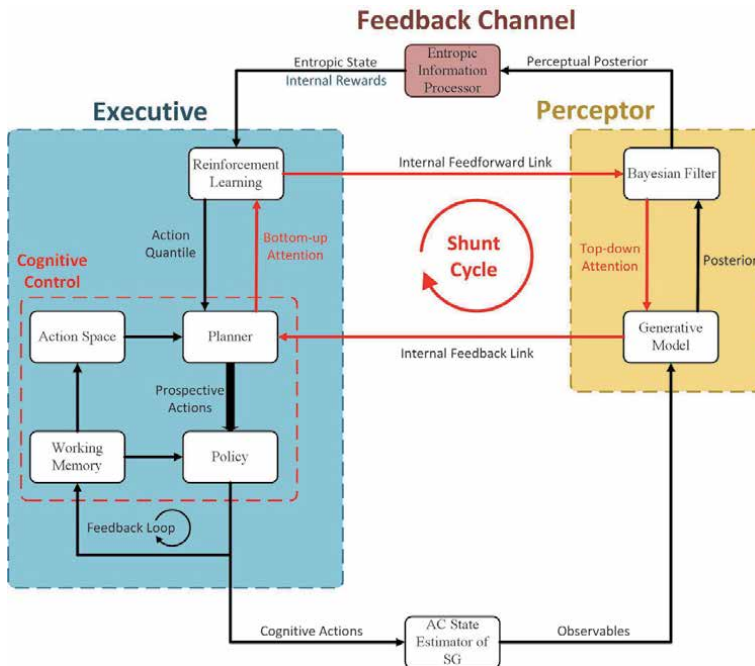 Feedback Channel
Entropic State
Internal Rewards
Entropic
Information
Processor
Perceptual Posterior
Executive
Perceptor
Reinforcement
Learning
Internal Feedforward Link
Bayesian Filter
Action
Quantile
Bottom-up
Attention
Shunt
Cycle
Top-down
Attention
Posterior
Cognitive
Control
Action Space
Planner
Internal Feedback Link
Generative
Model
Prospective
Actions
Working
Memory
Policy
Feedback Loop
Cognitive Actions
AC State
Estimator of
SG
Observables